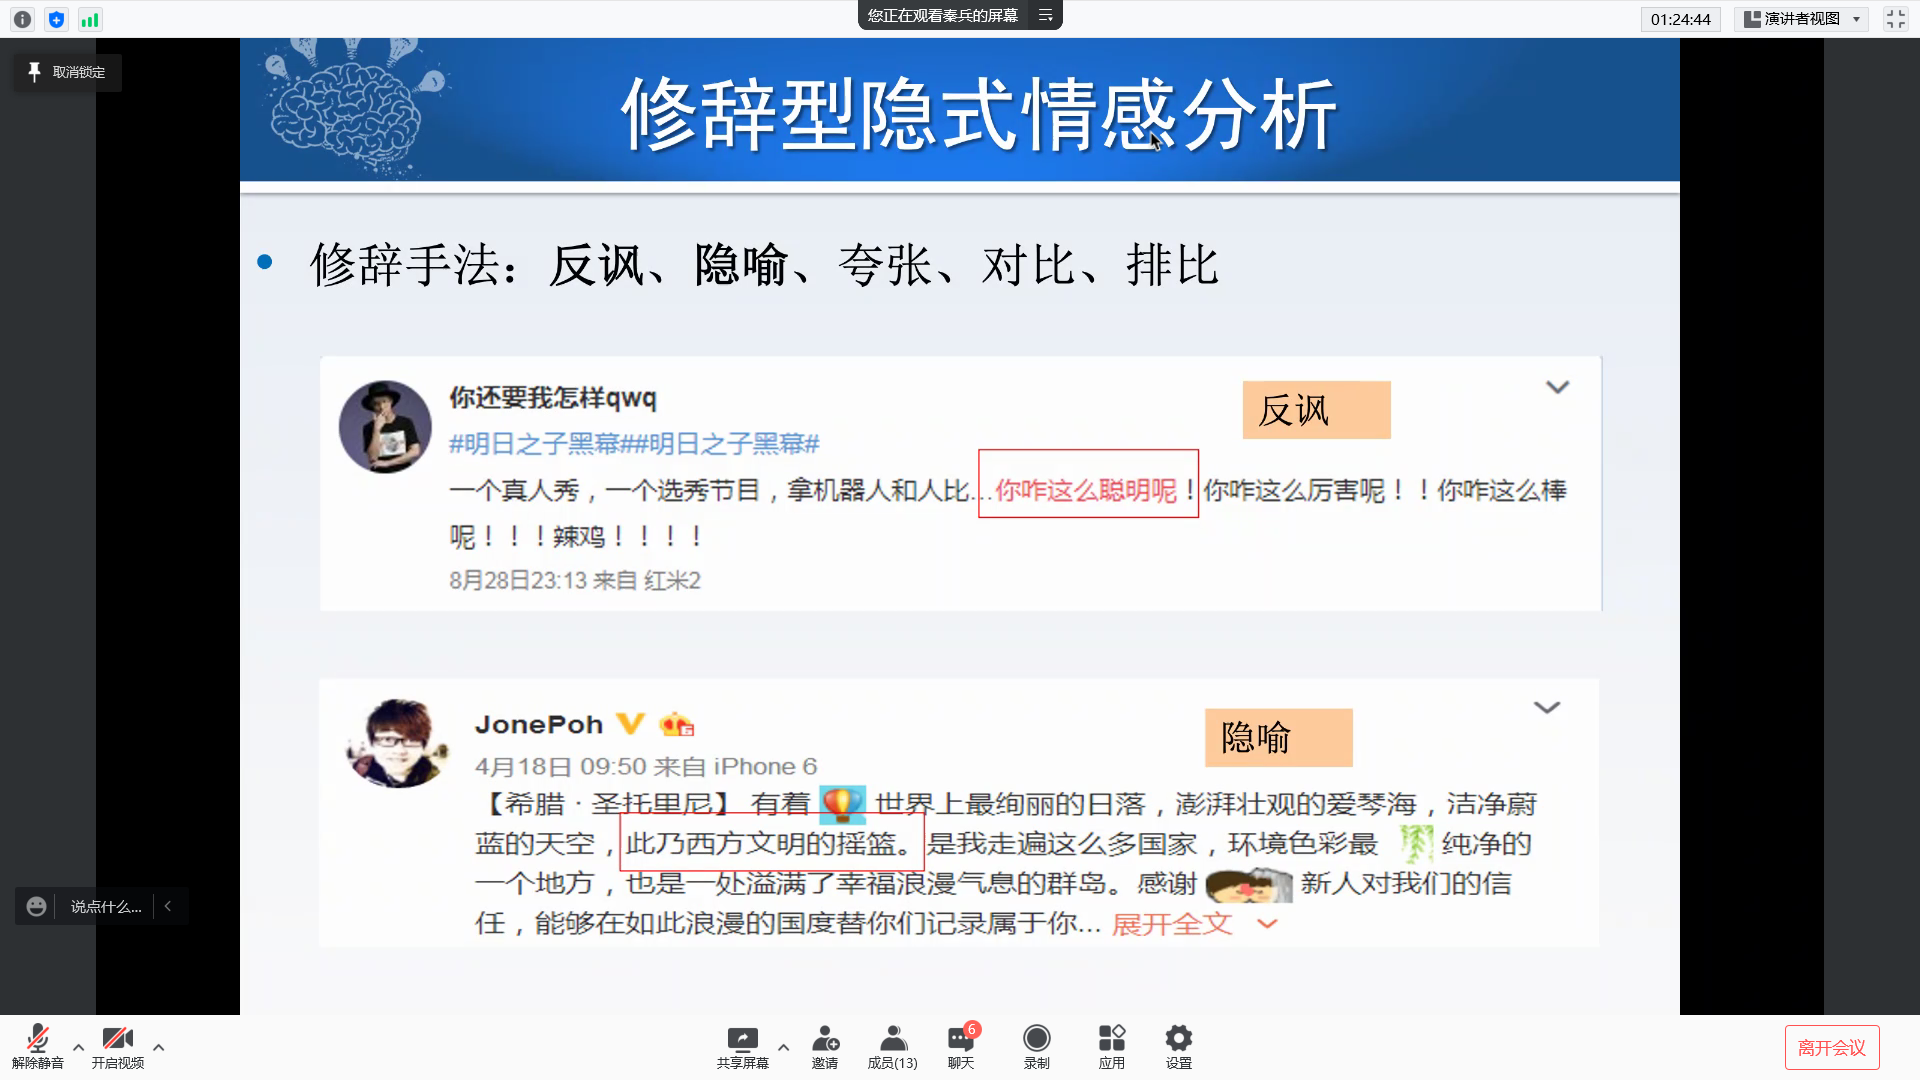 您正在观看秦兵的屏幕
01:24:44
演讲者视图
取消锁定
修辞型隐式情感分析
修辞手法：反讽、隐喻、夸张、对比、排比
你还要我怎样qwq
反讽
#明日之子黑幕##明日之子黑幕#
一个真人秀，一个选秀节目，拿机器人和人比...你咋这么聪明呢！你咋这么厉害呢！！你咋这么棒
呢！！！辣鸡！！！！
8月28日23:13 来自 红米2
JonePoh
隐喻
4月18日 09:50 来自 iPhone 6
【希腊·圣托里尼】 有着 世界上最绚丽的日落，澎湃壮观的爱琴海，洁净蔚
蓝的天空，此乃西方文明的摇篮。是我走遍这么多国家，环境色彩最 纯净的
一个地方，也是一处溢满了幸福浪漫气息的群岛。感谢 新人对我们的信
任，能够在如此浪漫的国度替你们记录属于你... 展开全文
说点什么...
解除静音
开启视频
共享屏幕
邀请
成员(13)
6
聊天
录制
应用
设置
离开会议